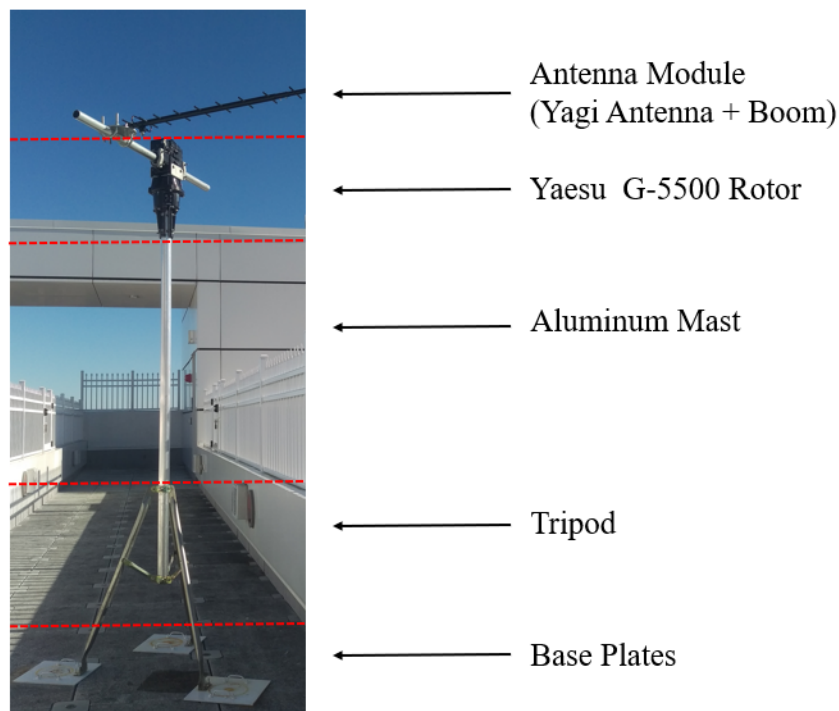 Antenna Module
(Yagi Antenna + Boom)
Yaesu  G-5500 Rotor
Aluminum Mast
Tripod
Base Plates